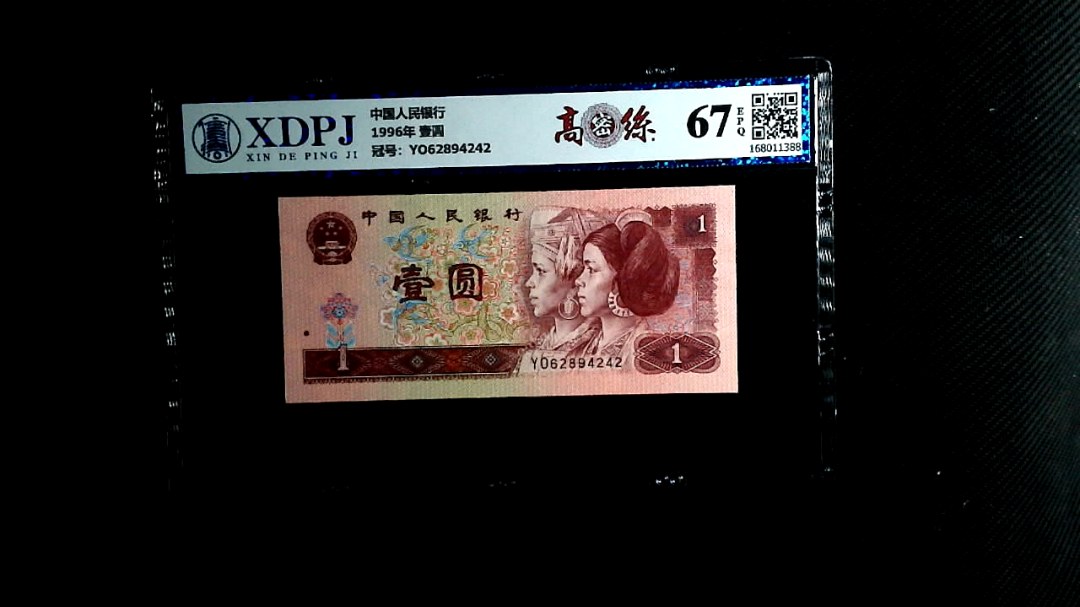 XDPJ
XIN DE PING JI
中国人民银行
1996年 壹圆
冠号: YO62894242
高密丝
67
EPQ
168011388
中国人民银行
1
壹圆
1
YO62894242
1